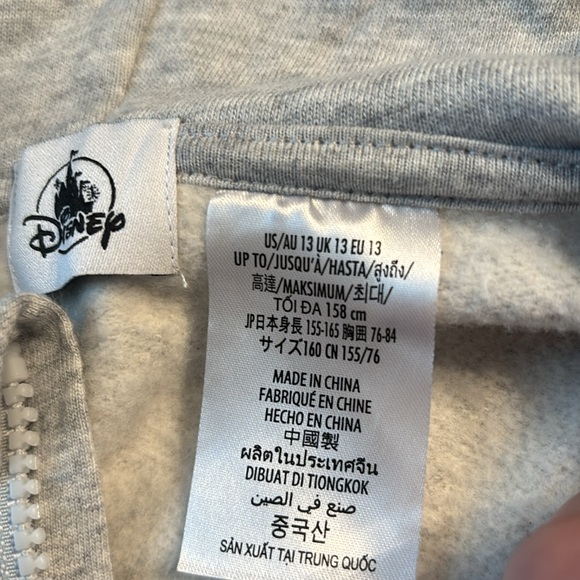 Disney
US/AU 13 UK 13 EU 13
UP TO/JUSQU'À/HASTA/สูงถึง/
高達/MAKSIMUM/최대/
TỐI ĐA 158 cm
JP日本身長 155-165 胸囲 76-84
サイズ160 CN 155/76
MADE IN CHINA
FABRIQUÉ EN CHINE
HECHO EN CHINA
中國製
ผลิตในประเทศจีน
DIBUAT DI TIONGKOK
صنع في الصين
중국산
SẢN XUẤT TẠI TRUNG QUỐC